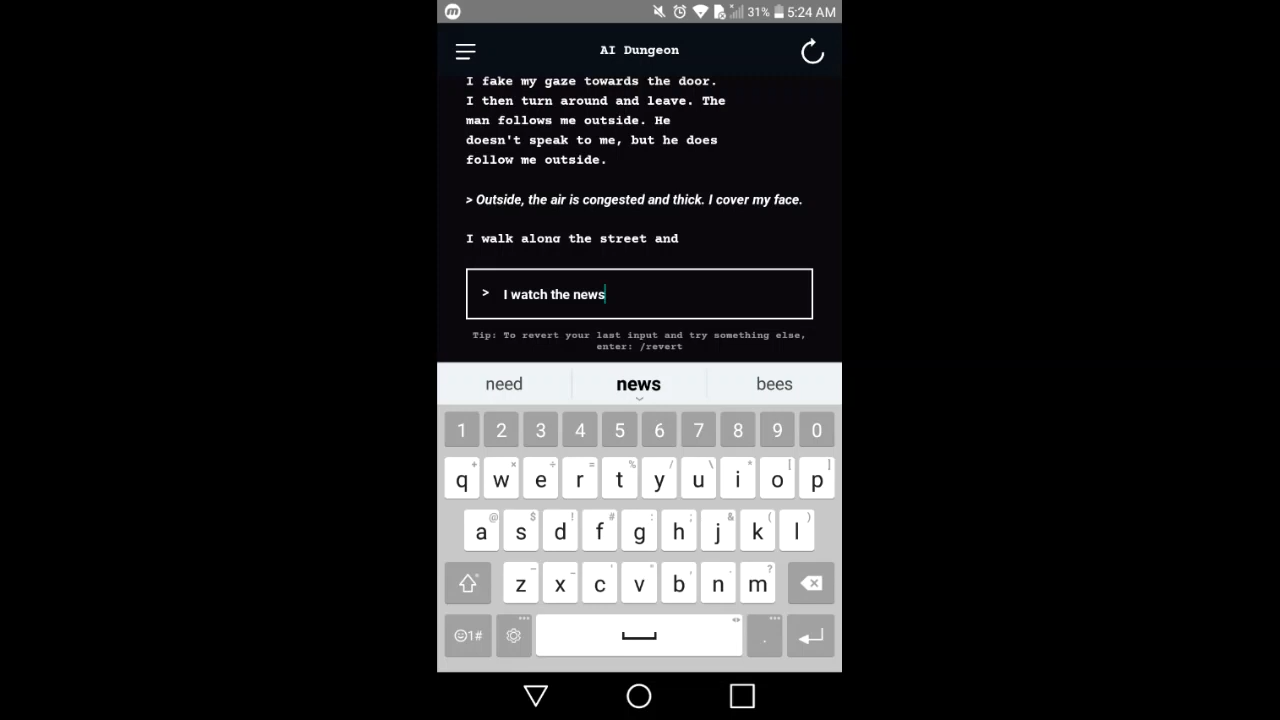 31% 5:24 AM
AI Dungeon
I fake my gaze towards the door.
I then turn around and leave. The
man follows me outside. He
doesn't speak to me, but he does
follow me outside.
> Outside, the air is congested and thick. I cover my face.
I walk along the street and
> I watch the news
Tip: To revert your last input and try something else,
enter: /revert
need news bees
1 2 3 4 5 6 7 8 9 0
q w e r t y u i o p
a s d f g h j k l
z x c v b n m
☺1# .